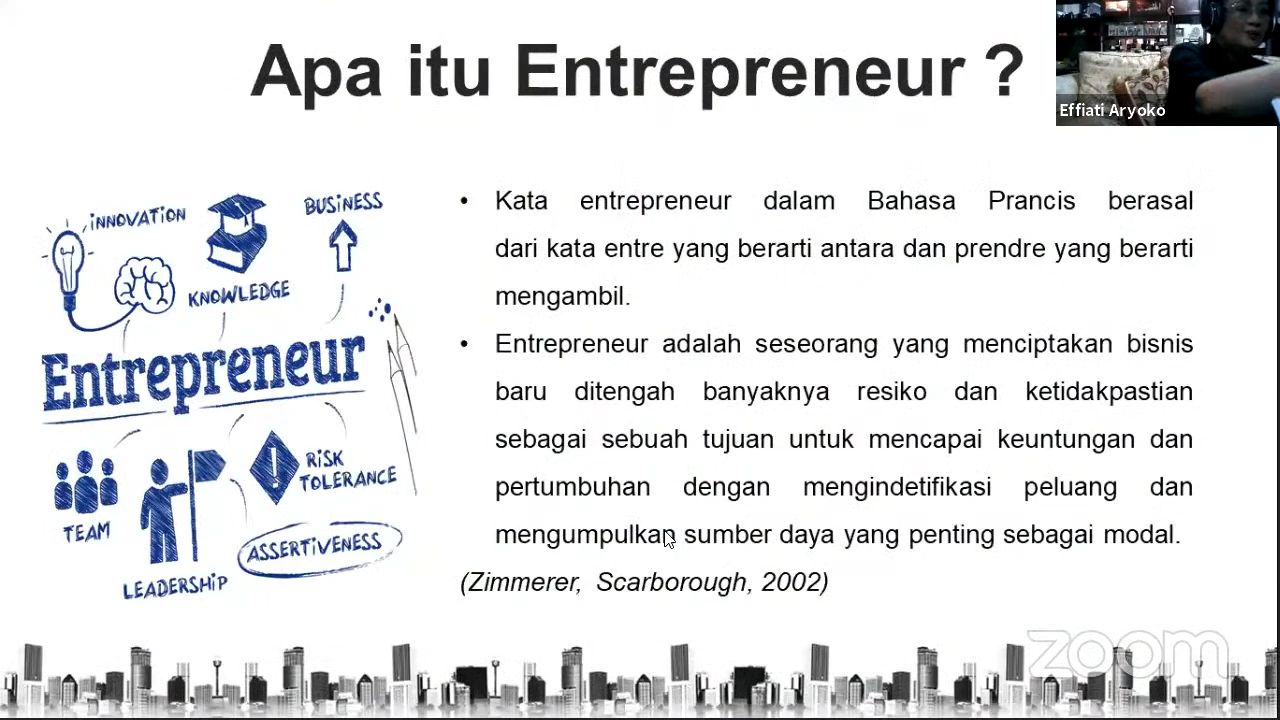 Apa itu Entrepreneur ?
Effiati Aryoko
INNOVATION
BUSINESS
KNOWLEDGE
Entrepreneur
RISK
TOLERANCE
TEAM
ASSERTIVENESS
LEADERSHIP
• Kata entrepreneur dalam Bahasa Prancis berasal
dari kata entre yang berarti antara dan prendre yang berarti
mengambil.
• Entrepreneur adalah seseorang yang menciptakan bisnis
baru ditengah banyaknya resiko dan ketidakpastian
sebagai sebuah tujuan untuk mencapai keuntungan dan
pertumbuhan dengan mengindetifikasi peluang dan
mengumpulkan sumber daya yang penting sebagai modal.
(Zimmerer, Scarborough, 2002)
zoom